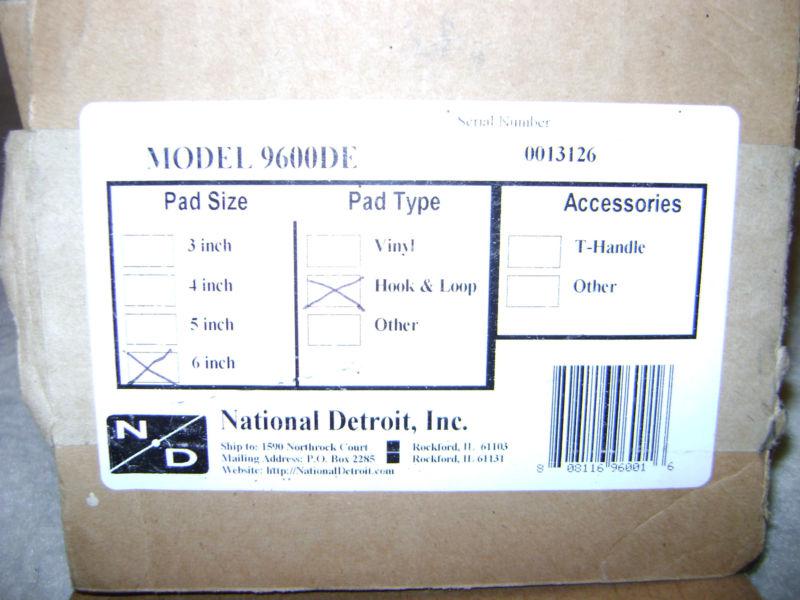 Serial Number
MODEL 9600DE
0013126
Pad Size
3 inch
4 inch
5 inch
6 inch
Pad Type
Vinyl
Hook & Loop
Other
Accessories
T-Handle
Other
N D
National Detroit, Inc.
Ship to: 1590 Northrock Court Rockford, IL 61103
Mailing Address: P.O. Box 2285 Rockford, IL 61131
Website: http://NationalDetroit.com
8 08116 96001 6